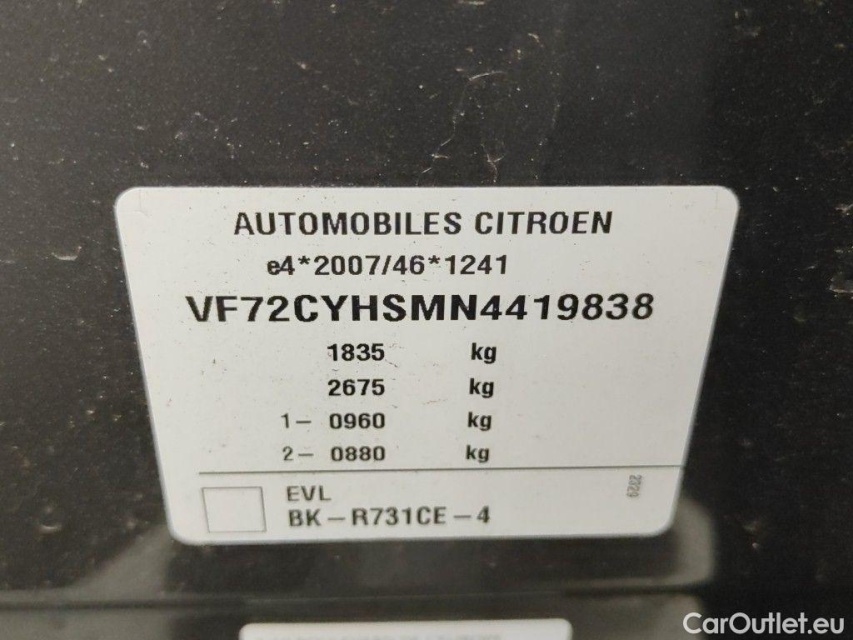 AUTOMOBILES CITROEN
e4*2007/46*1241
VF72CYHSMN4419838
1835 kg
2675 kg
1- 0960 kg
2- 0880 kg
EVL
2329
BK-R731CE-4
CarOutlet.eu